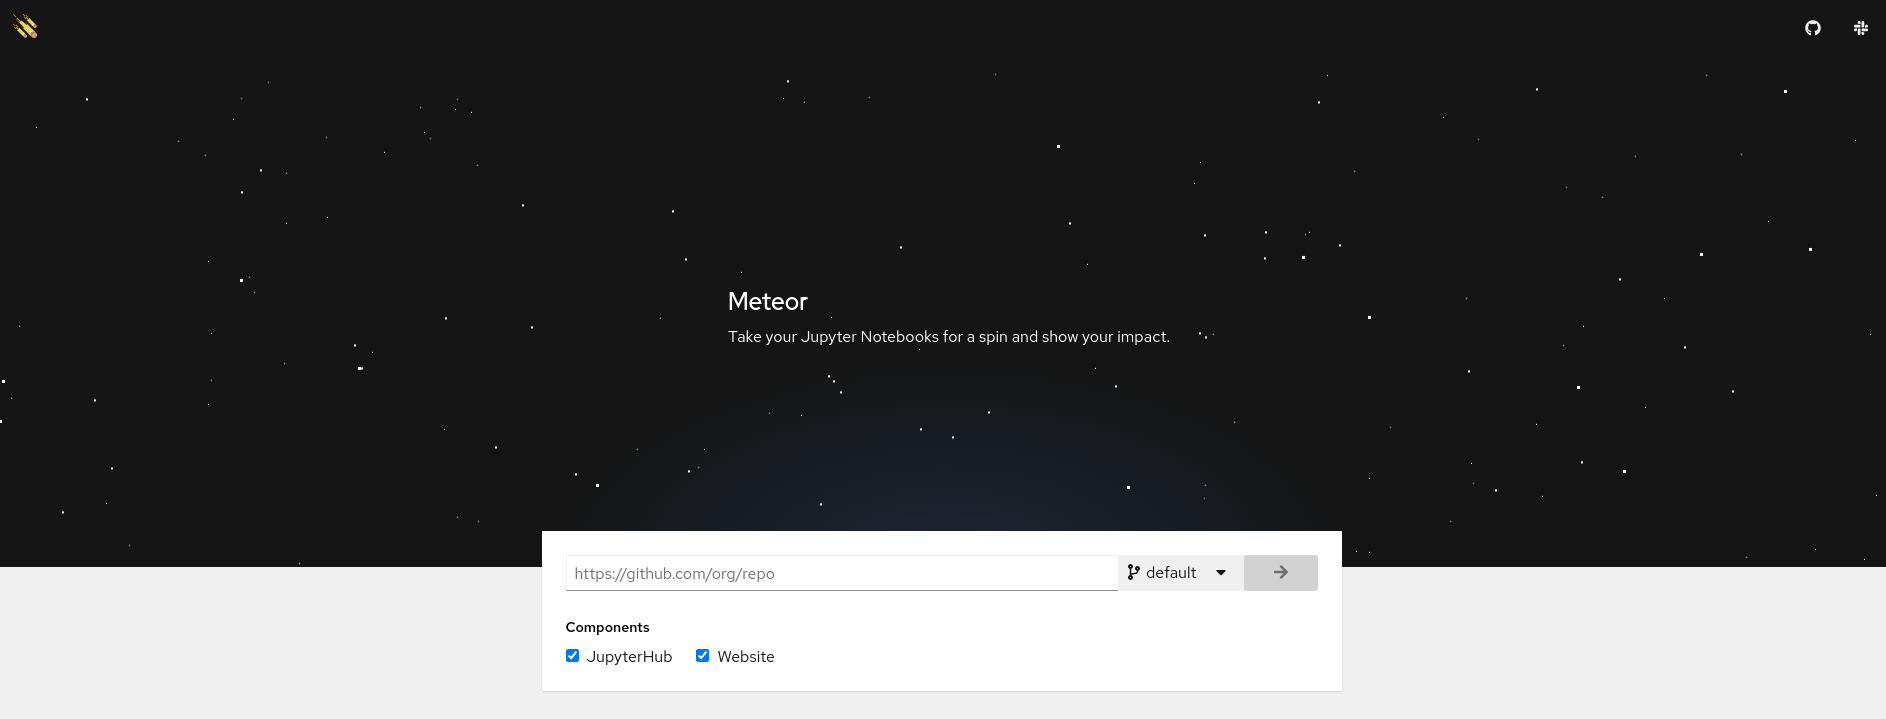 Meteor
Take your Jupyter Notebooks for a spin and show your impact.
https://github.com/org/repo
default
Components
JupyterHub
Website